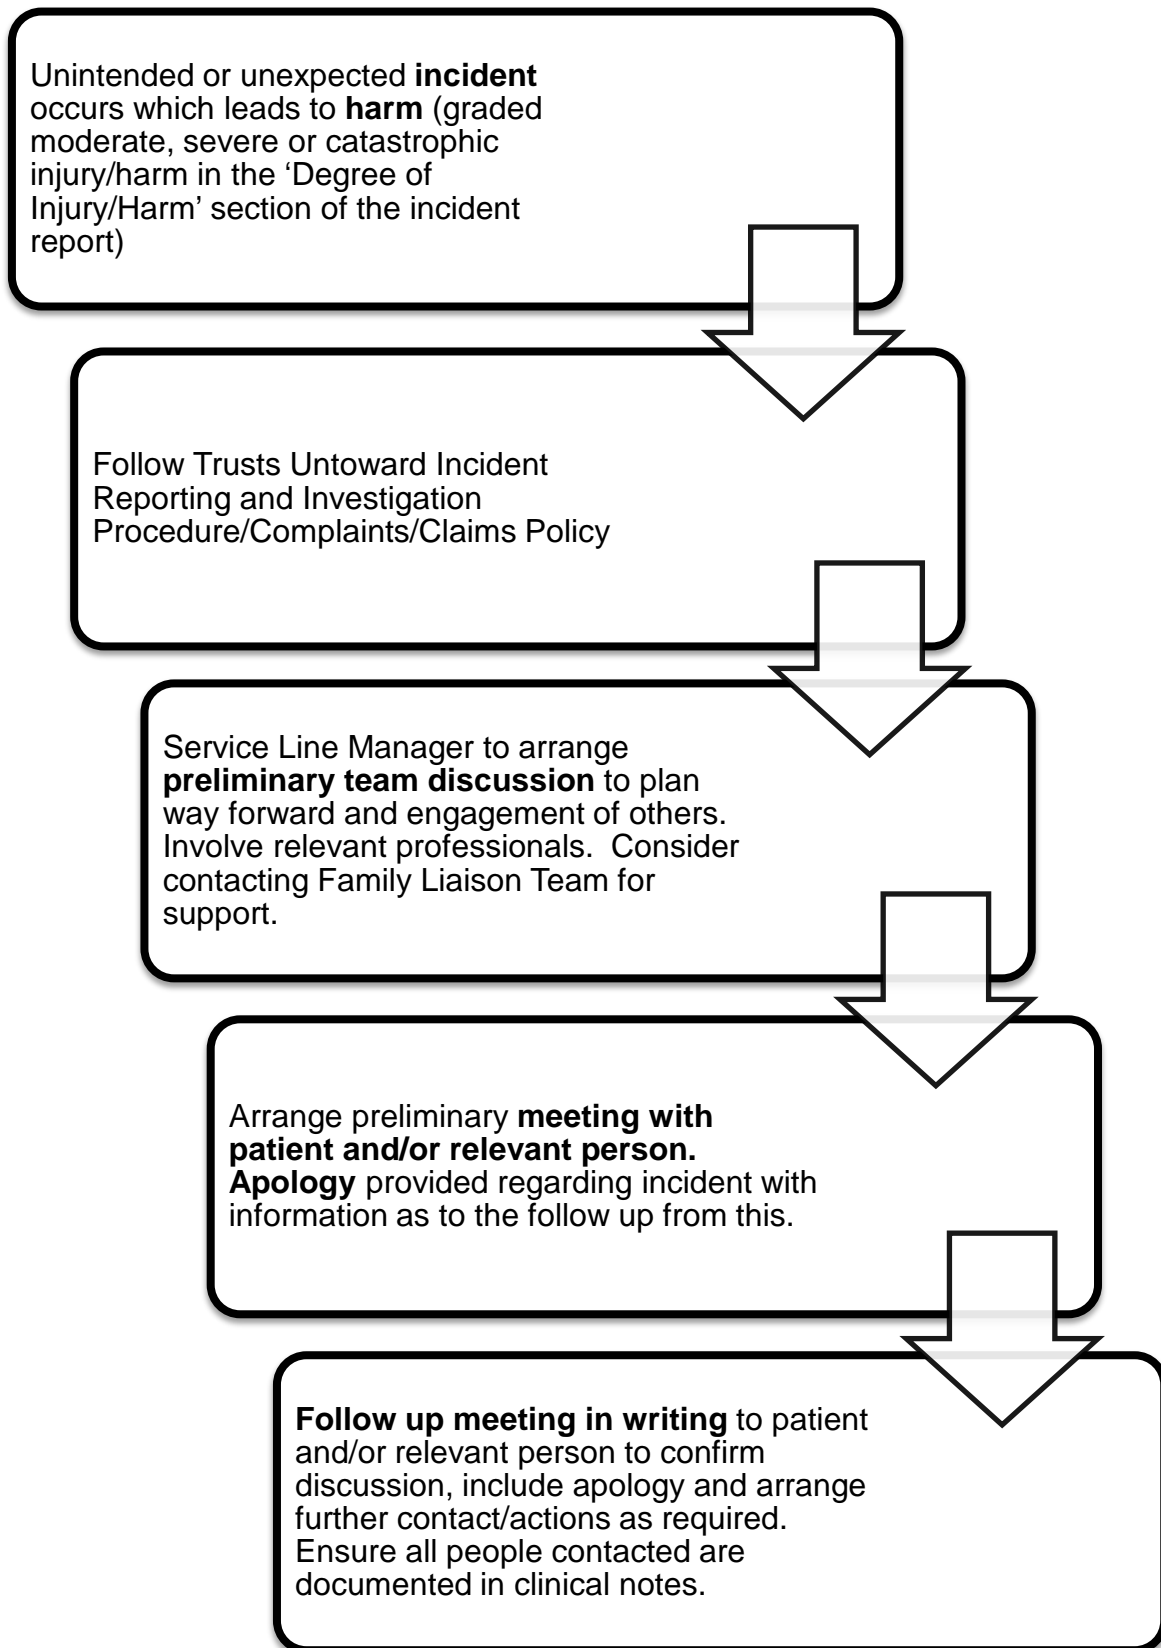 Unintended or unexpected incident
occurs which leads to harm (graded
moderate, severe or catastrophic
injury/harm in the ‘Degree of
Injury/Harm’ section of the incident
report)
Follow Trusts Untoward Incident
Reporting and Investigation
Procedure/Complaints/Claims Policy
Service Line Manager to arrange
preliminary team discussion to plan
way forward and engagement of others.
Involve relevant professionals.  Consider
contacting Family Liaison Team for
support.
Arrange preliminary meeting with
patient and/or relevant person.
Apology provided regarding incident with
information as to the follow up from this.
Follow up meeting in writing to patient
and/or relevant person to confirm
discussion, include apology and arrange
further contact/actions as required.
Ensure all people contacted are
documented in clinical notes.